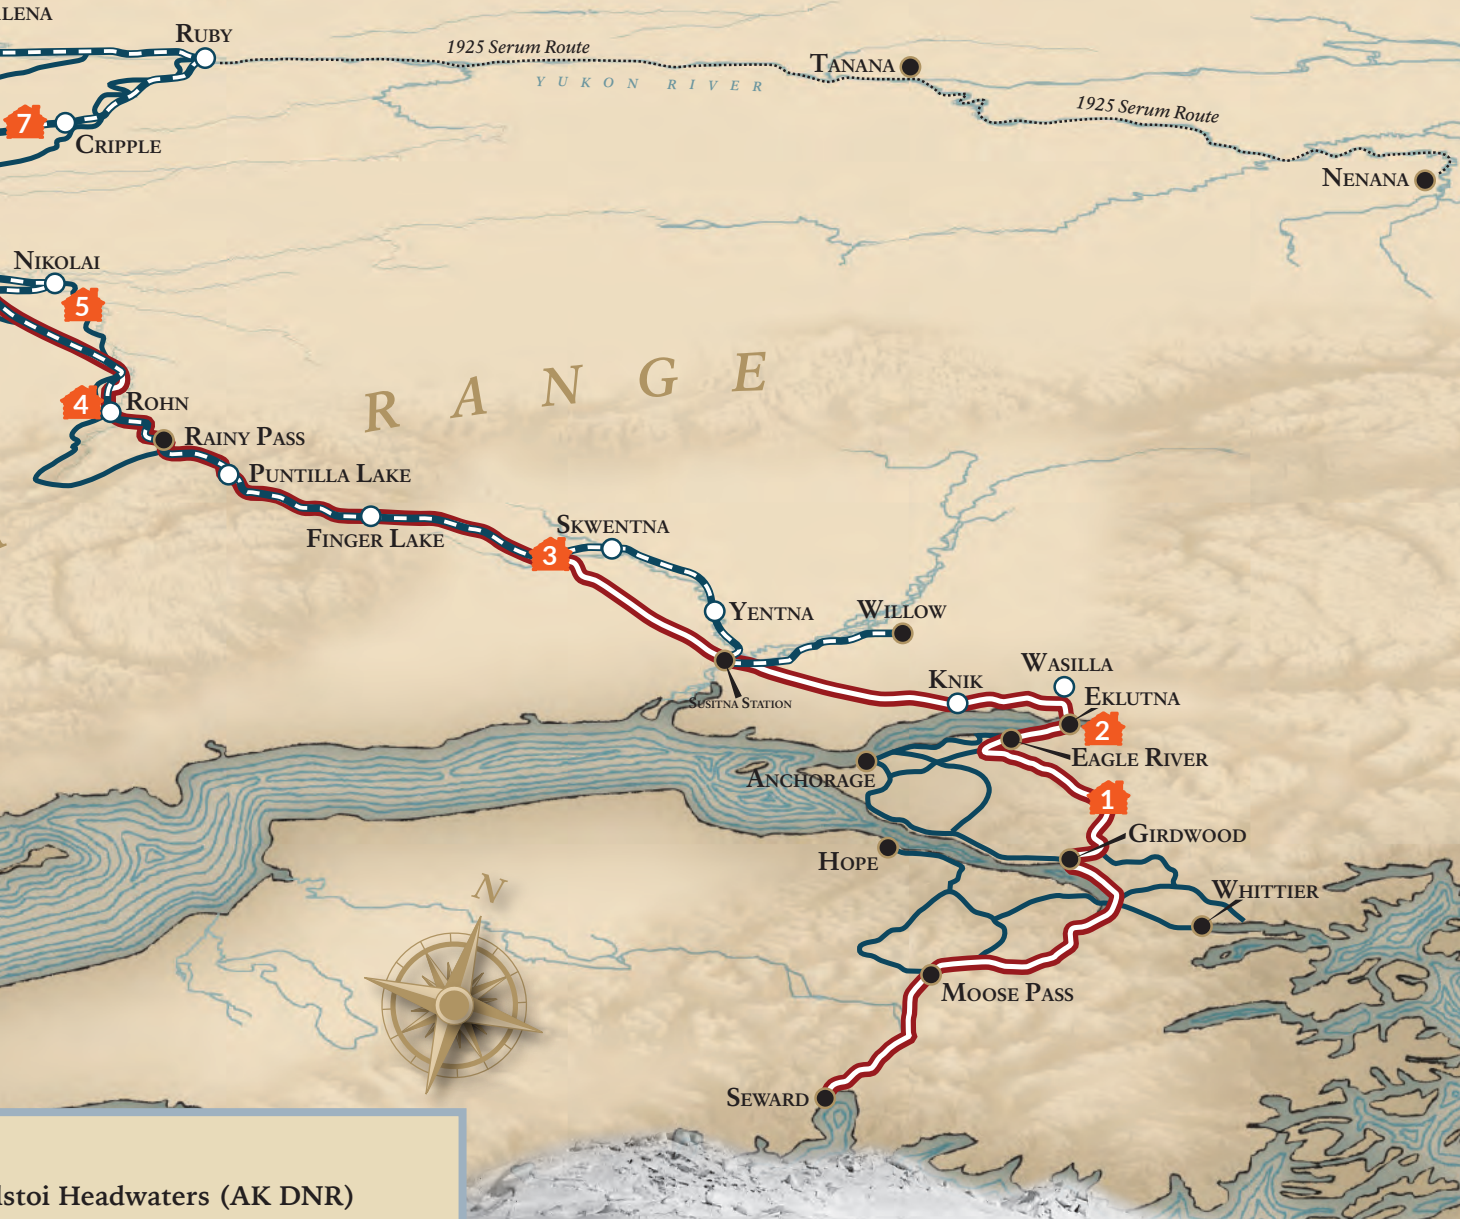 LENA
RUBY
1925 Serum Route
TANANA
YUKON RIVER
1925 Serum Route
7
CRIPPLE
NENANA
NIKOLAI
5
RANGE
4
ROHN
RAINY PASS
PUNTILLA LAKE
SKWENTNA
FINGER LAKE
3
YENTNA
WILLOW
WASILLA
KNIK
EKLUTNA
SUSITNA STATION
2
EAGLE RIVER
ANCHORAGE
1
GIRDWOOD
HOPE
N
WHITTIER
MOOSE PASS
SEWARD
lstoi Headwaters (AK DNR)